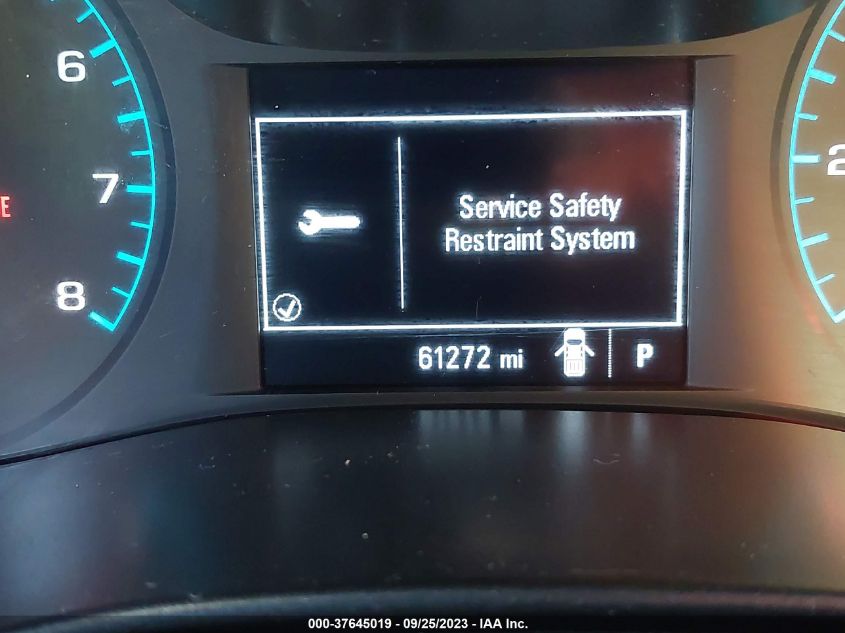 6
7
8
E
Service Safety
Restraint System
61272 mi
P
2
000-37645019 - 09/25/2023 - IAA Inc.